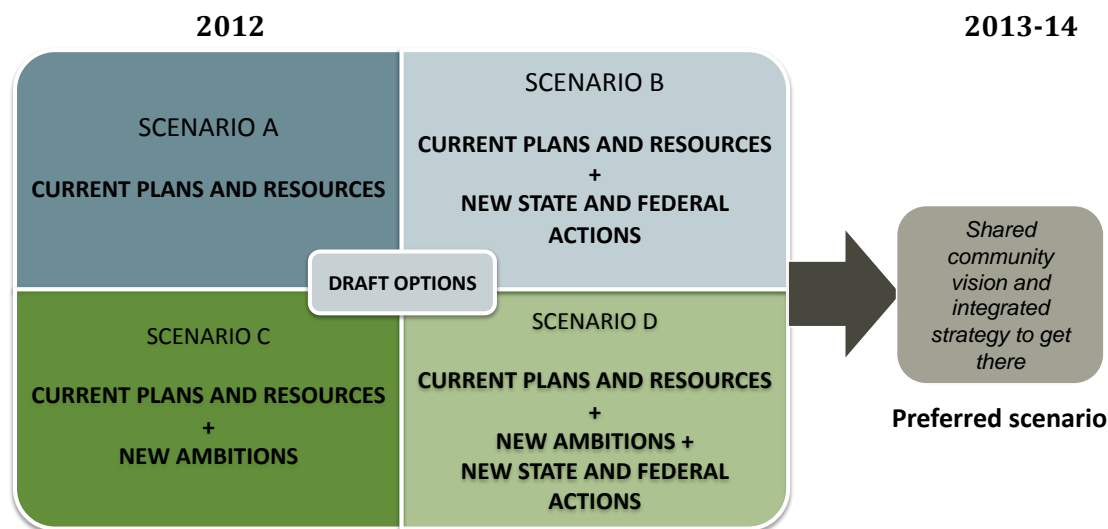 2012
2013-14
SCENARIO A
CURRENT PLANS AND RESOURCES
SCENARIO B
CURRENT PLANS AND RESOURCES
+
NEW STATE AND FEDERAL
ACTIONS
DRAFT OPTIONS
SCENARIO C
CURRENT PLANS AND RESOURCES
+
NEW AMBITIONS
SCENARIO D
CURRENT PLANS AND RESOURCES
+
NEW AMBITIONS +
NEW STATE AND FEDERAL
ACTIONS
Shared
community
vision and
integrated
strategy to get
there
Preferred scenario